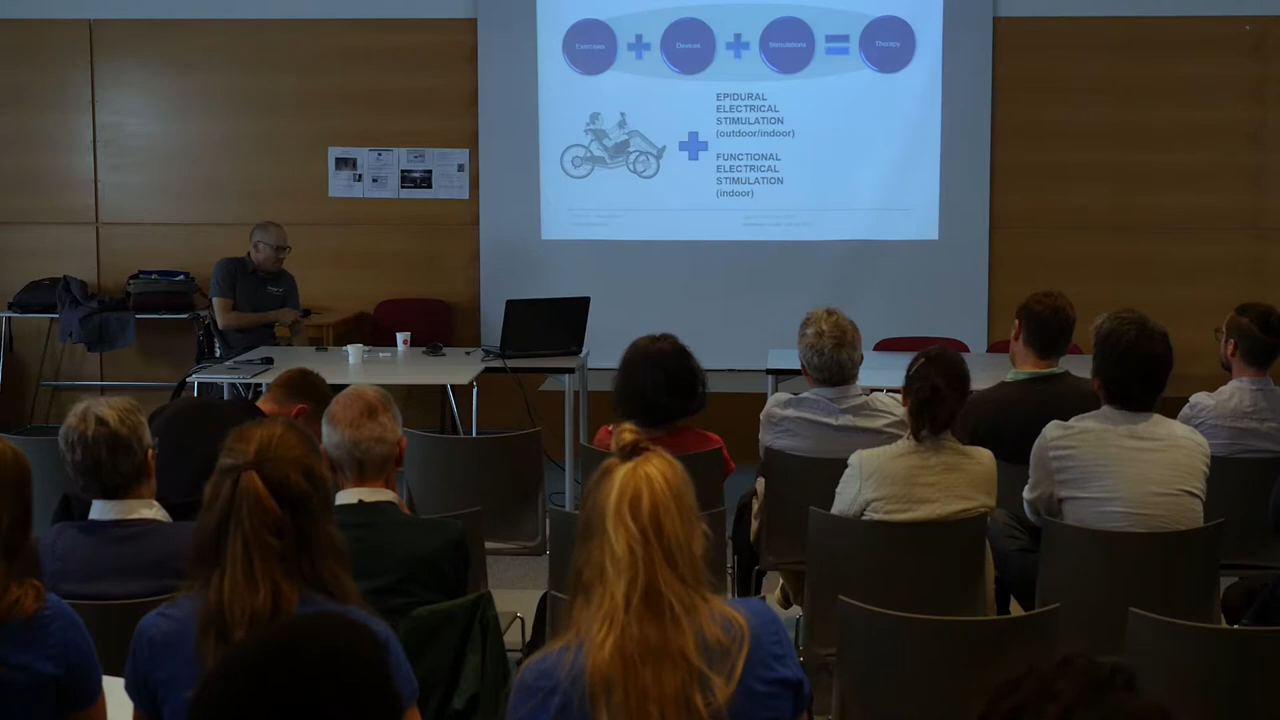 Exercises
Devices
Stimulations
Therapy
EPIDURAL
ELECTRICAL
STIMULATION
(outdoor/indoor)
FUNCTIONAL
ELECTRICAL
STIMULATION
(indoor)